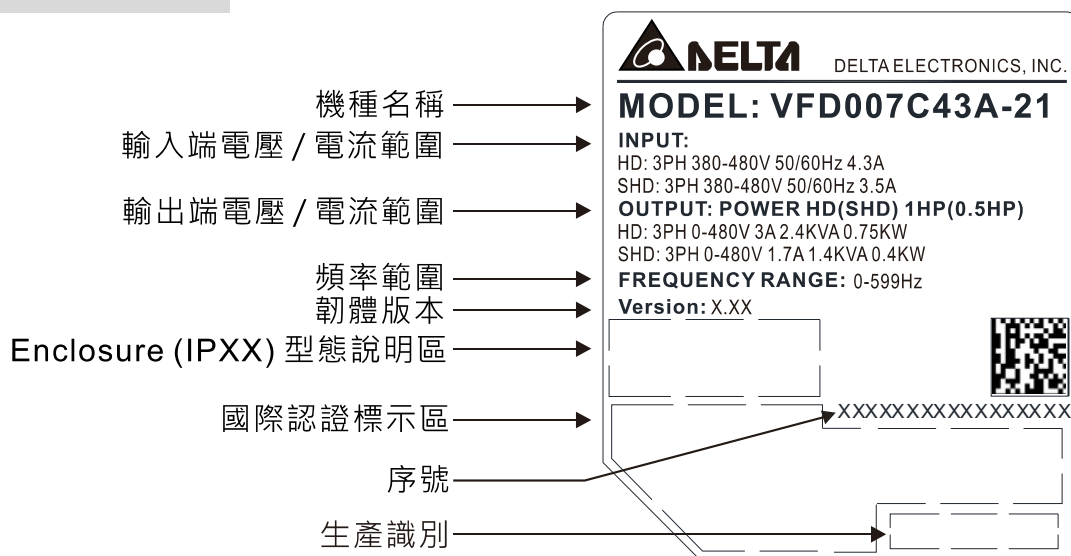 DELTA DELTA ELECTRONICS, INC.
機種名稱
MODEL: VFD007C43A-21
輸入端電壓 / 電流範圍
INPUT:
HD: 3PH 380-480V 50/60Hz 4.3A
SHD: 3PH 380-480V 50/60Hz 3.5A
輸出端電壓 / 電流範圍
OUTPUT: POWER HD(SHD) 1HP(0.5HP)
HD: 3PH 0-480V 3A 2.4KVA 0.75KW
SHD: 3PH 0-480V 1.7A 1.4KVA 0.4KW
頻率範圍
FREQUENCY RANGE: 0-599Hz
韌體版本
Version: X.XX
Enclosure (IPXX) 型態說明區
國際認證標示區
XXXXXXXXXXXXXXXXX
序號
生產識別